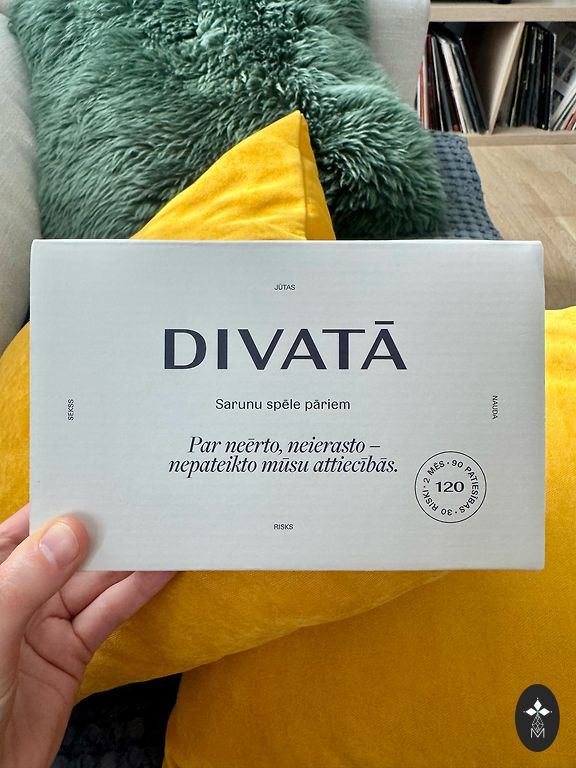 JŪTAS
DIVATĀ
Sarunu spēle pāriem
SEKSS
NAUDA
Par neērto, neierasto –
nepateikto mūsu attiecībās.
2 MĒS • 90 PATIESĪBAS • 30 RISKI •
120
RISKS
M